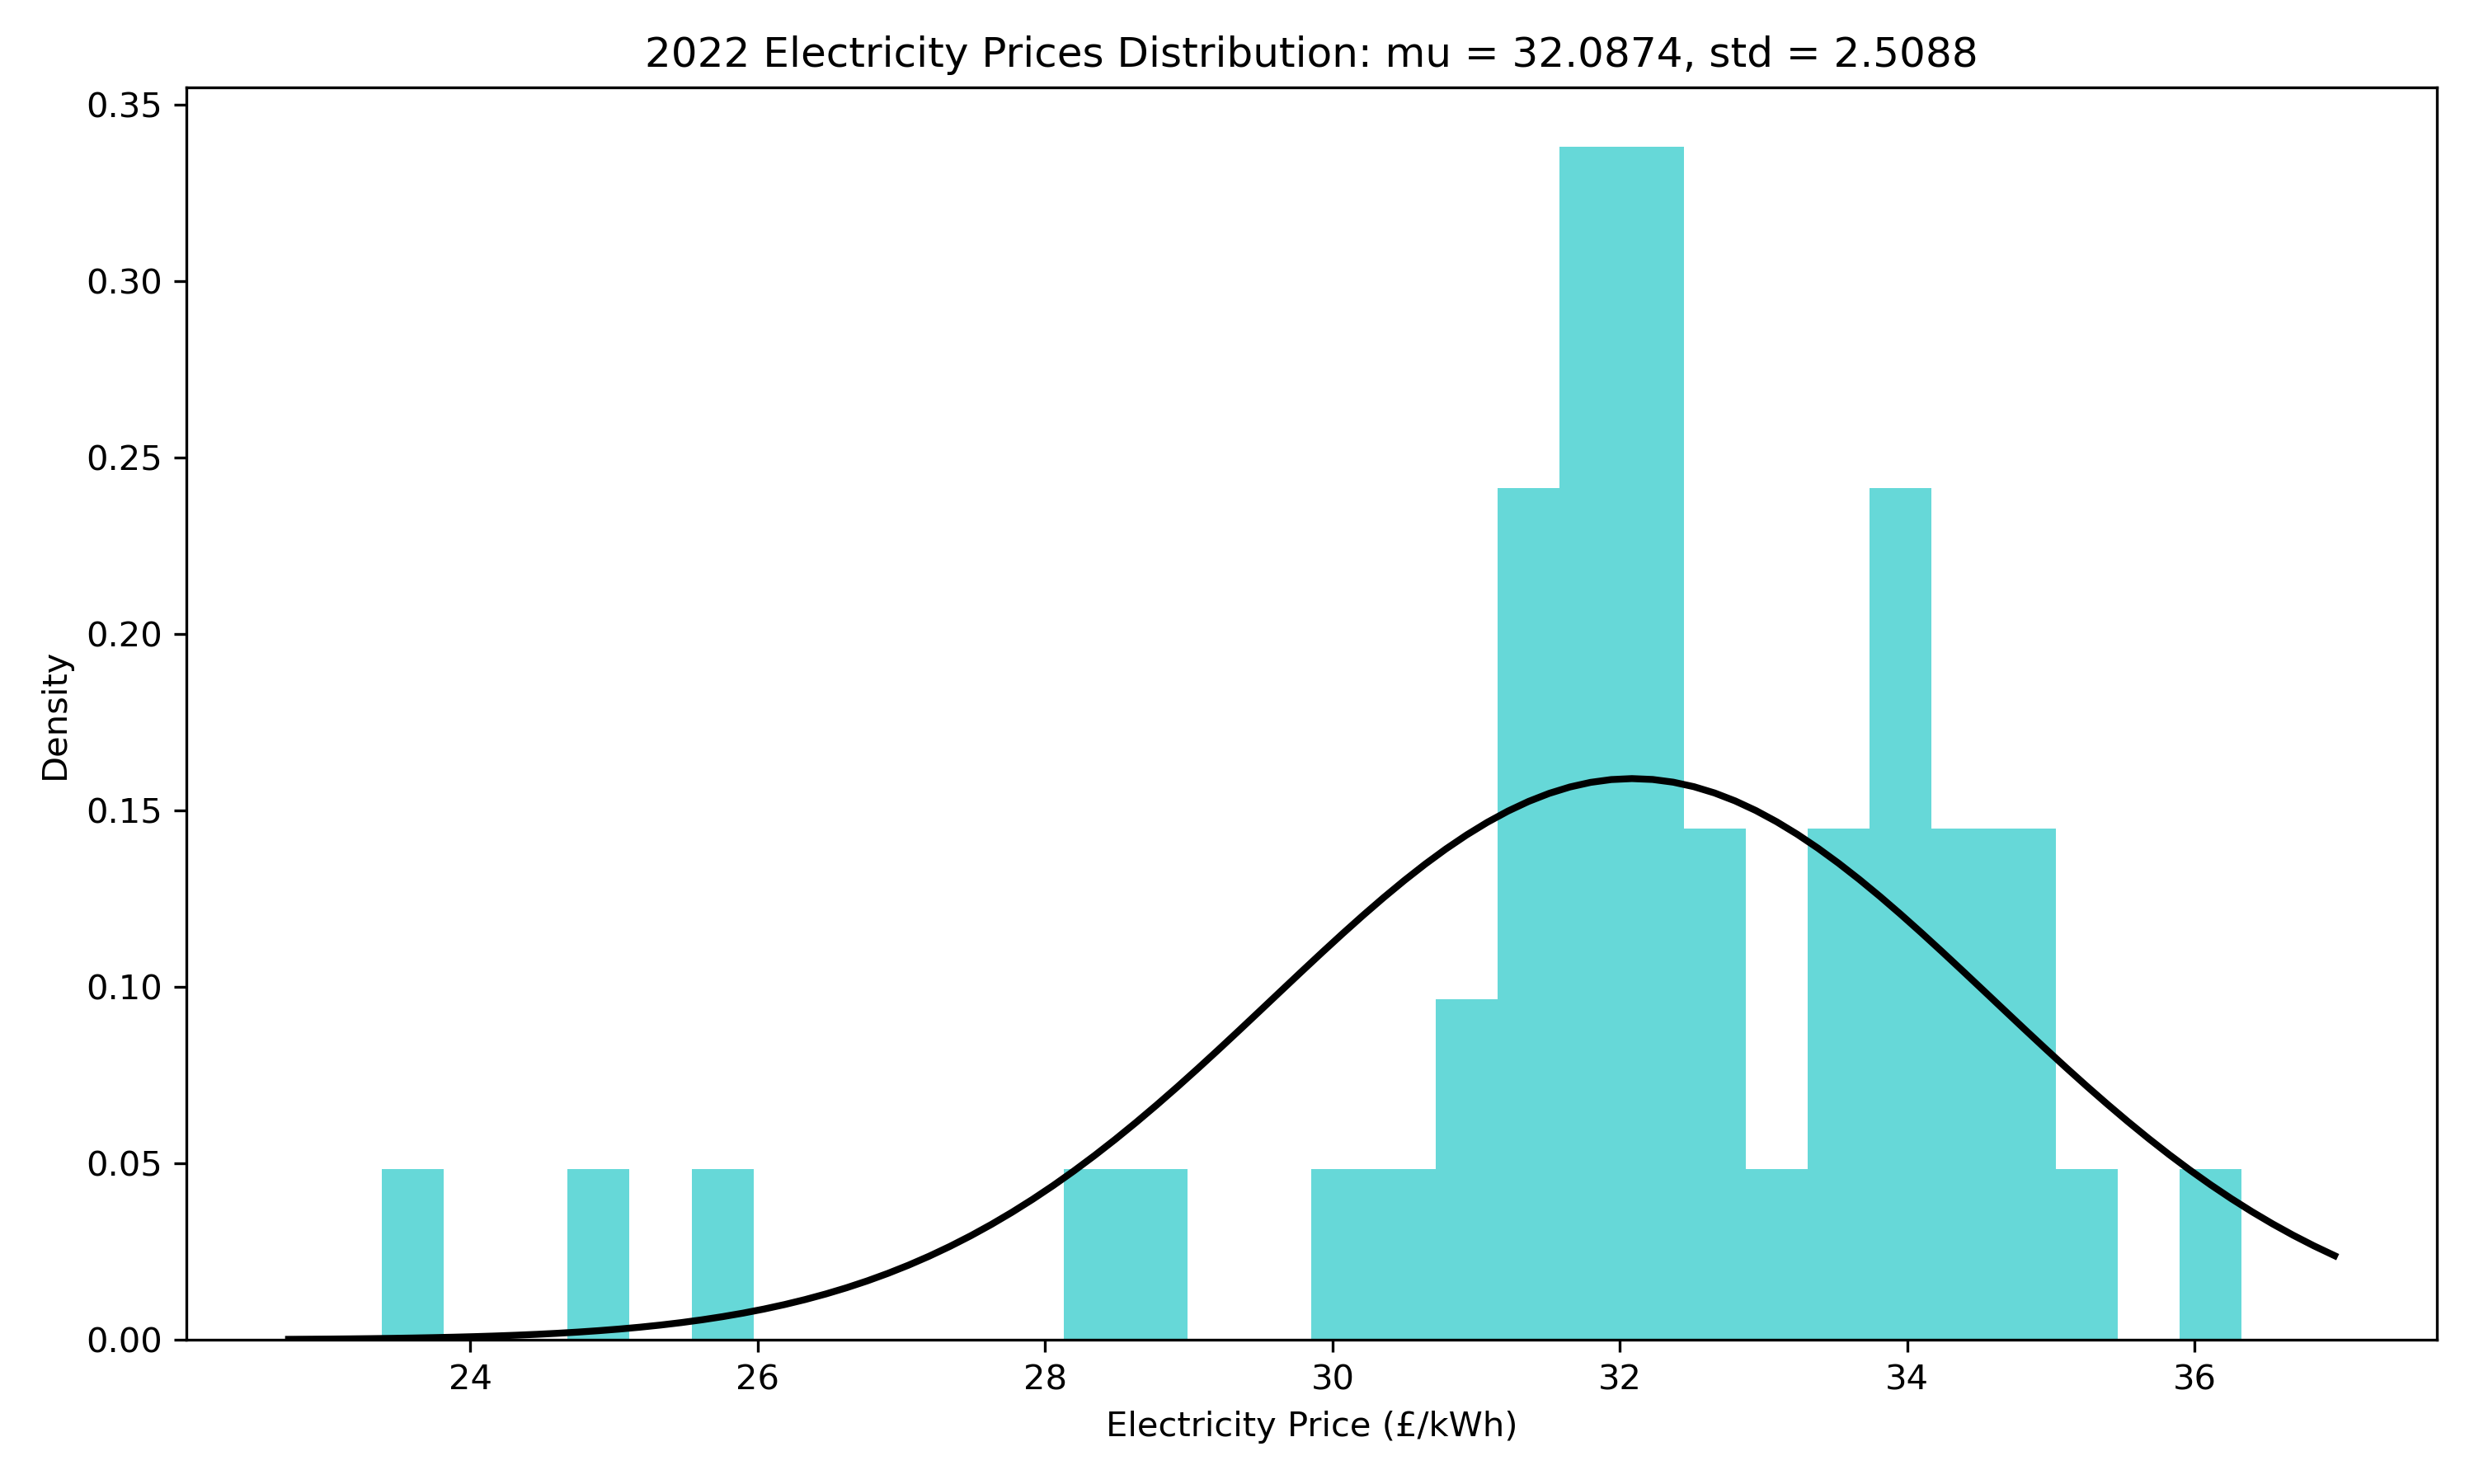 2022 Electricity Prices Distribution: mu = 32.0874, std = 2.5088
0.35
0.30
0.25
0.20
0.15
0.10
0.05
0.00
Density
24 26 28 30 32 34 36
Electricity Price (£/kWh)